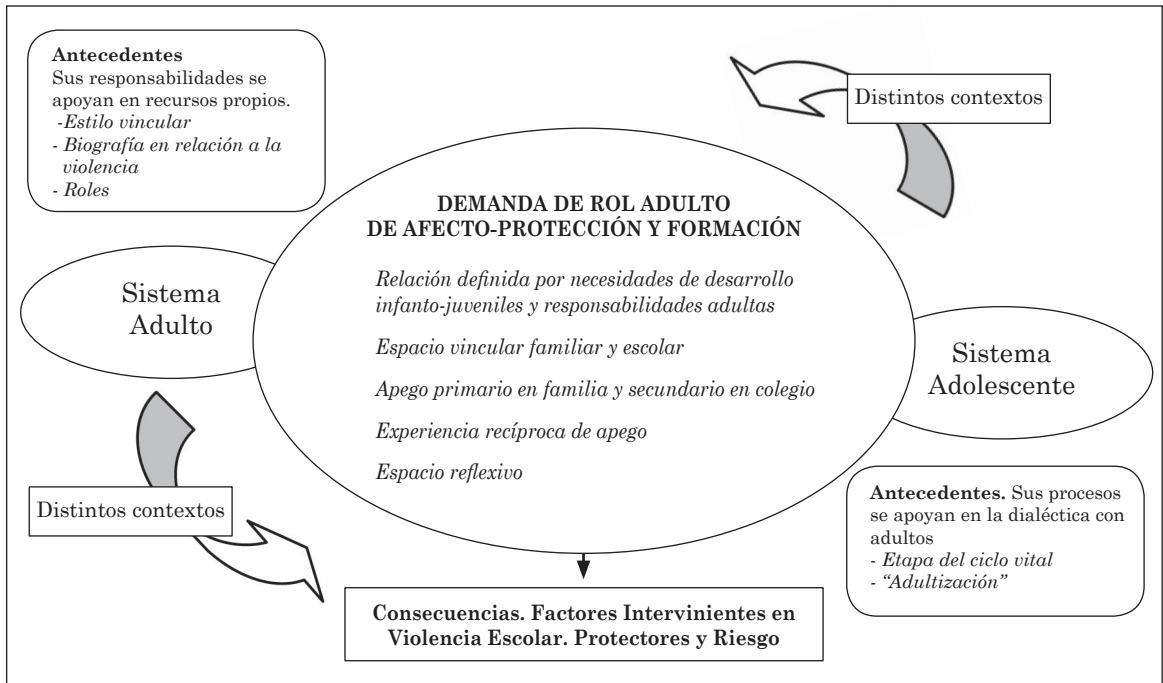 Antecedentes
Sus responsabilidades se
apoyan en recursos propios.
-Estilo vincular
- Biografía en relación a la
violencia
- Roles
Distintos contextos
DEMANDA DE ROL ADULTO
DE AFECTO-PROTECCIÓN Y FORMACIÓN
Relación definida por necesidades de desarrollo
infanto-juveniles y responsabilidades adultas
Espacio vincular familiar y escolar
Apego primario en familia y secundario en colegio
Experiencia recíproca de apego
Espacio reflexivo
Sistema
Adulto
Sistema
Adolescente
Distintos contextos
Antecedentes. Sus procesos
se apoyan en la dialéctica con
adultos
- Etapa del ciclo vital
- “Adultización”
Consecuencias. Factores Intervinientes en
Violencia Escolar. Protectores y Riesgo